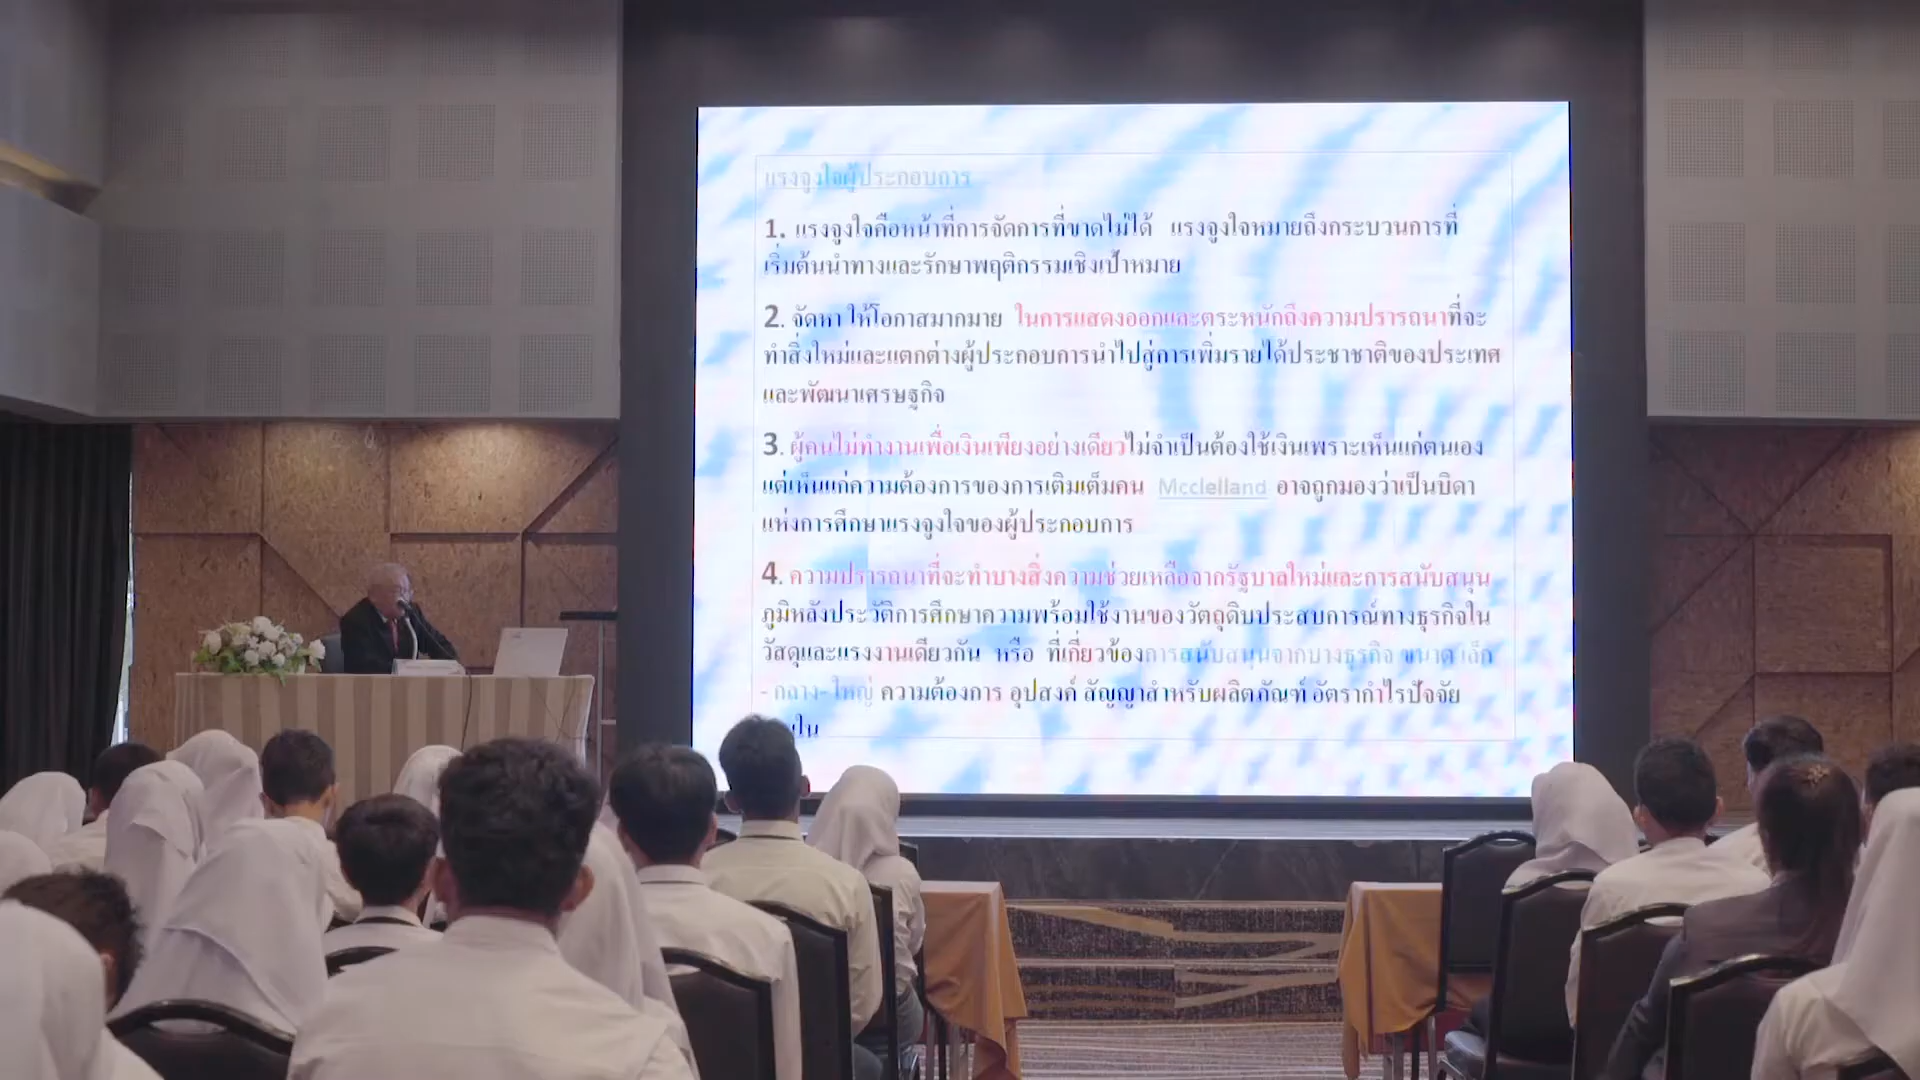 แรงจูงใจผู้ประกอบการ
1. แรงจูงใจคือหน้าที่การจัดการที่ขาดไม่ได้ แรงจูงใจหมายถึงกระบวนการที่
เริ่มต้นนำทางและรักษาพฤติกรรมเชิงเป้าหมาย
2. จัดหา ให้โอกาสมากมาย ในการแสดงออกและตระหนักถึงความปรารถนาที่จะ
ทำสิ่งใหม่และแตกต่างผู้ประกอบการนำไปสู่การเพิ่มรายได้ประชาชาติของประเทศ
และพัฒนาเศรษฐกิจ
3. ผู้คนไม่ทำงานเพื่อเงินเพียงอย่างเดียวไม่จำเป็นต้องใช้เงินเพราะเห็นแก่ตนเอง
แต่เห็นแก่ความต้องการของการเติมเต็มคน Mcclelland อาจถูกมองว่าเป็นบิดา
แห่งการศึกษาแรงจูงใจของผู้ประกอบการ
4. ความปรารถนาที่จะทำบางสิ่งความช่วยเหลือจากรัฐบาลใหม่และการสนับสนุน
ภูมิหลังประวัติการศึกษาความพร้อมใช้งานของวัตถุดิบประสบการณ์ทางธุรกิจใน
วัสดุและแรงงานเดียวกัน หรือ ที่เกี่ยวข้องการสนับสนุนจากบางธุรกิจ ขนาด เล็ก
- กลาง- ใหญ่ ความต้องการ อุปสงค์ สัญญาสำหรับผลิตภัณฑ์ อัตรากำไรปัจจัย